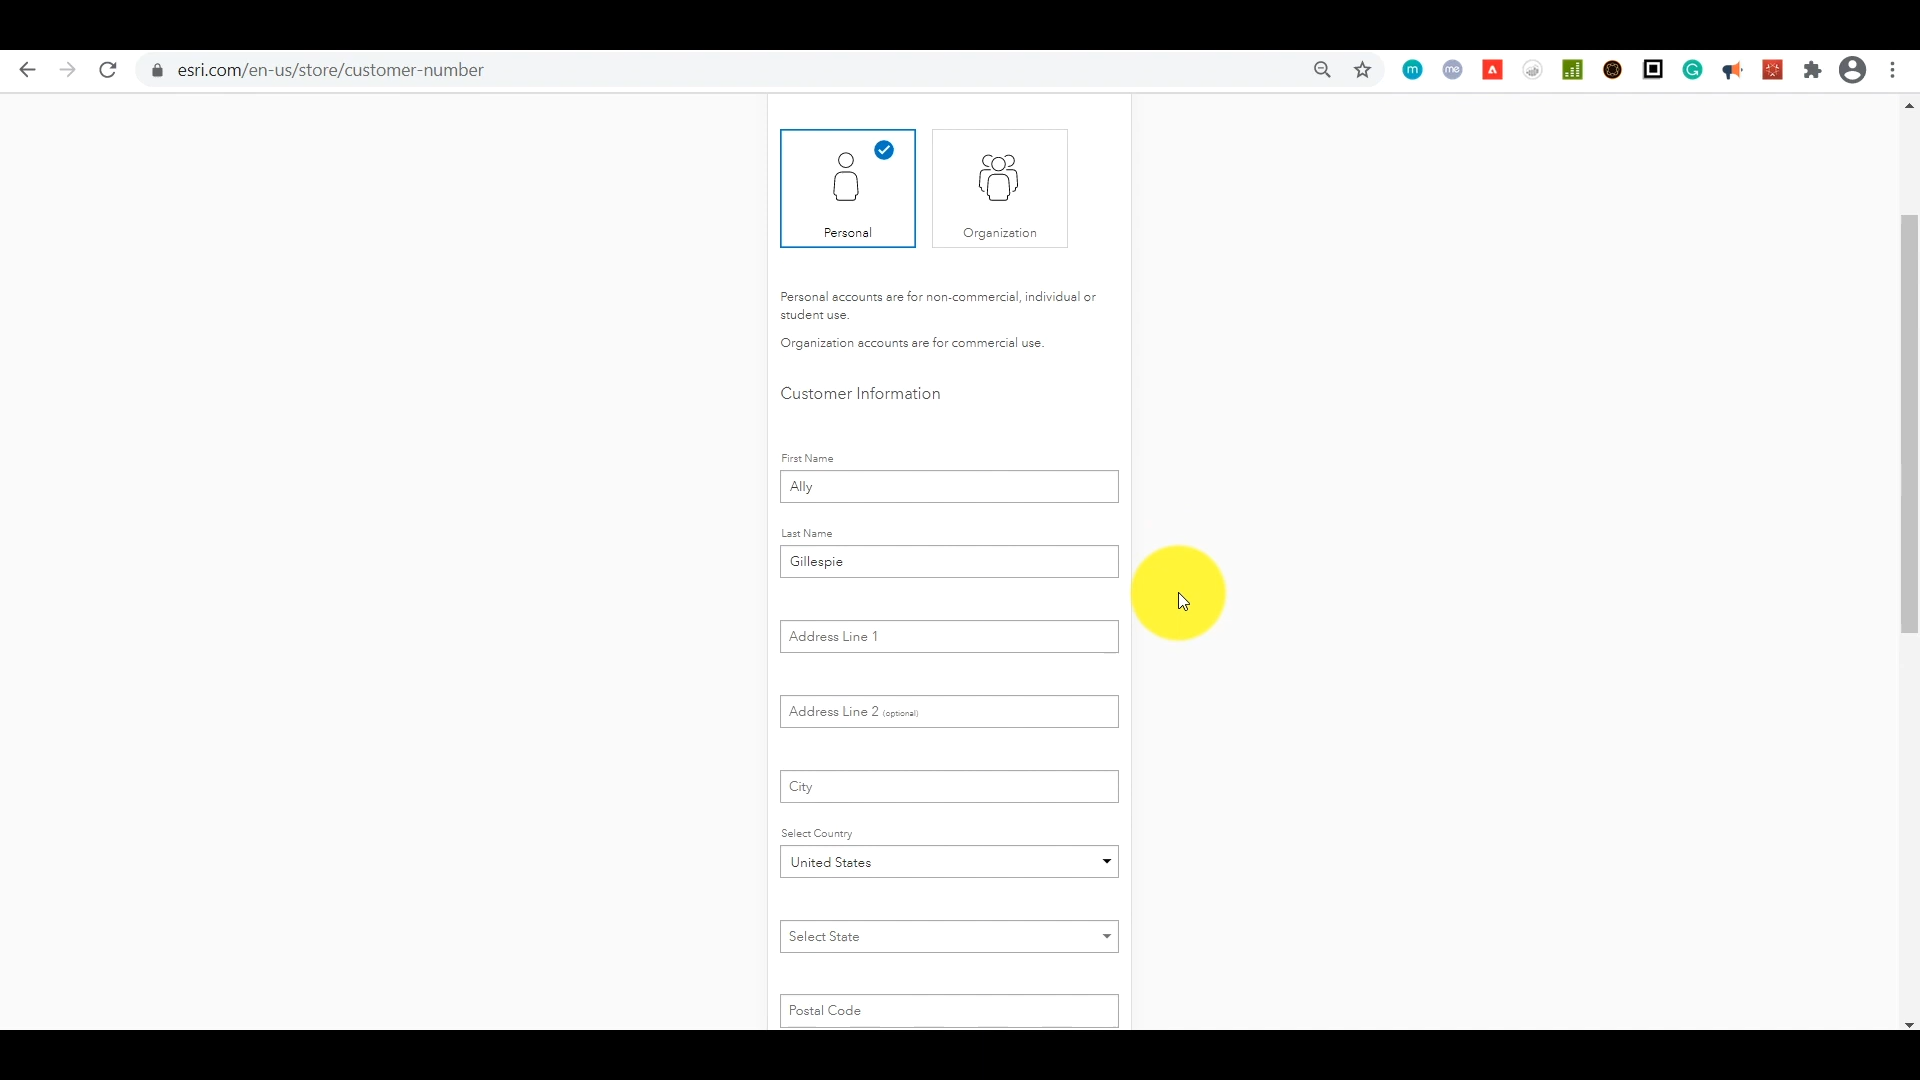 esri.com/en-us/store/customer-number
m
me
G
Personal
Organization
Personal accounts are for non-commercial, individual or
student use.
Organization accounts are for commercial use.
Customer Information
First Name
Ally
Last Name
Gillespie
Address Line 1
Address Line 2 (optional)
City
Select Country
United States
Select State
Postal Code